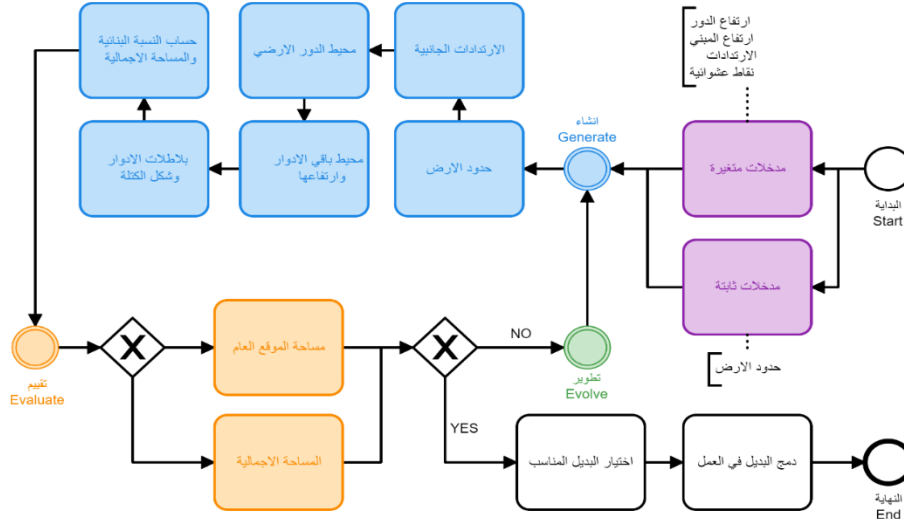 ارتفاع الدور
ارتفاع المبني
الارتدادات
نقاط عشوائية
حساب النسبة البنائية
والمساحة الاجمالية
محيط الدور الارضي
الارتدادات الجانبية
بلاطلات الادوار
وشكل الكتلة
محيط باقي الادوار
وارتفاعها
حدود الارض
انشاء
Generate
مدخلات متغيرة
البداية
Start
مدخلات ثابتة
حدود الارض
تقييم
Evaluate
مساحة الموقع العام
المساحة الاجمالية
NO
YES
تطوير
Evolve
اختيار البديل المناسب
دمج البديل في العمل
النهاية
End